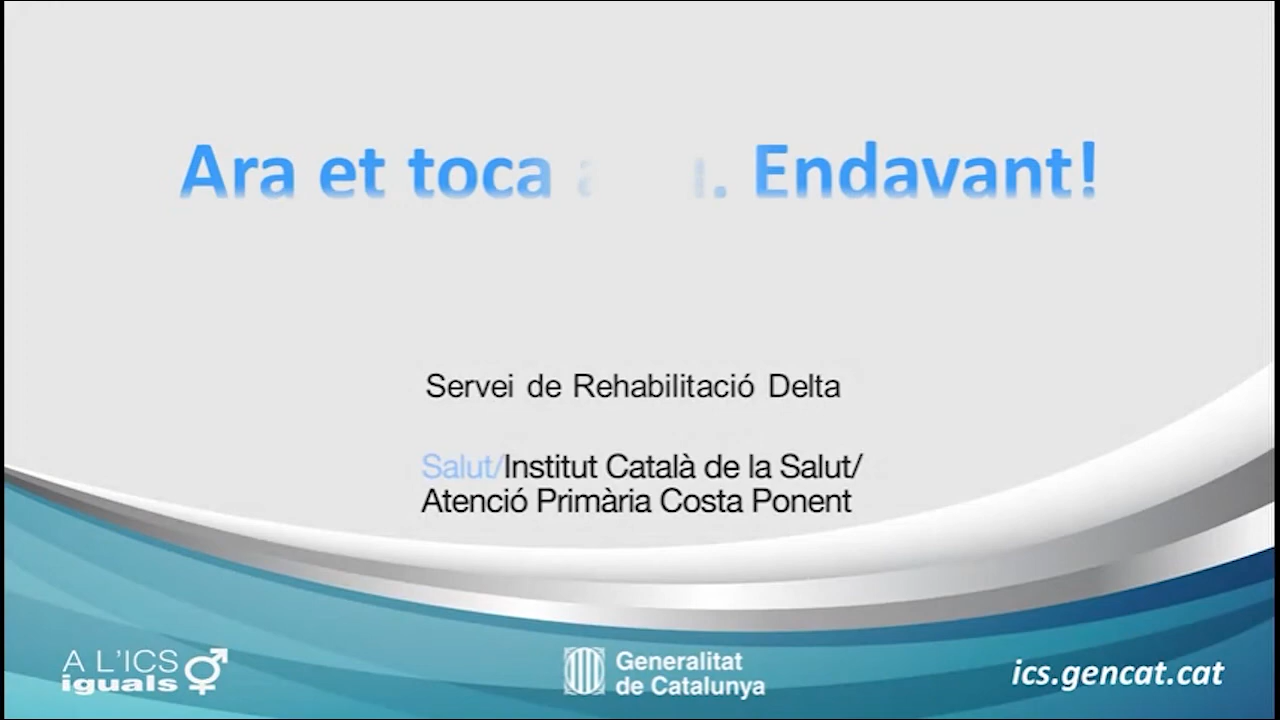 Ara et toca a . Endavant!
Servei de Rehabilitació Delta
Salut/Institut Català de la Salut/
Atenció Primària Costa Ponent
A L'ICS
iguals
Generalitat
de Catalunya
ics.gencat.cat